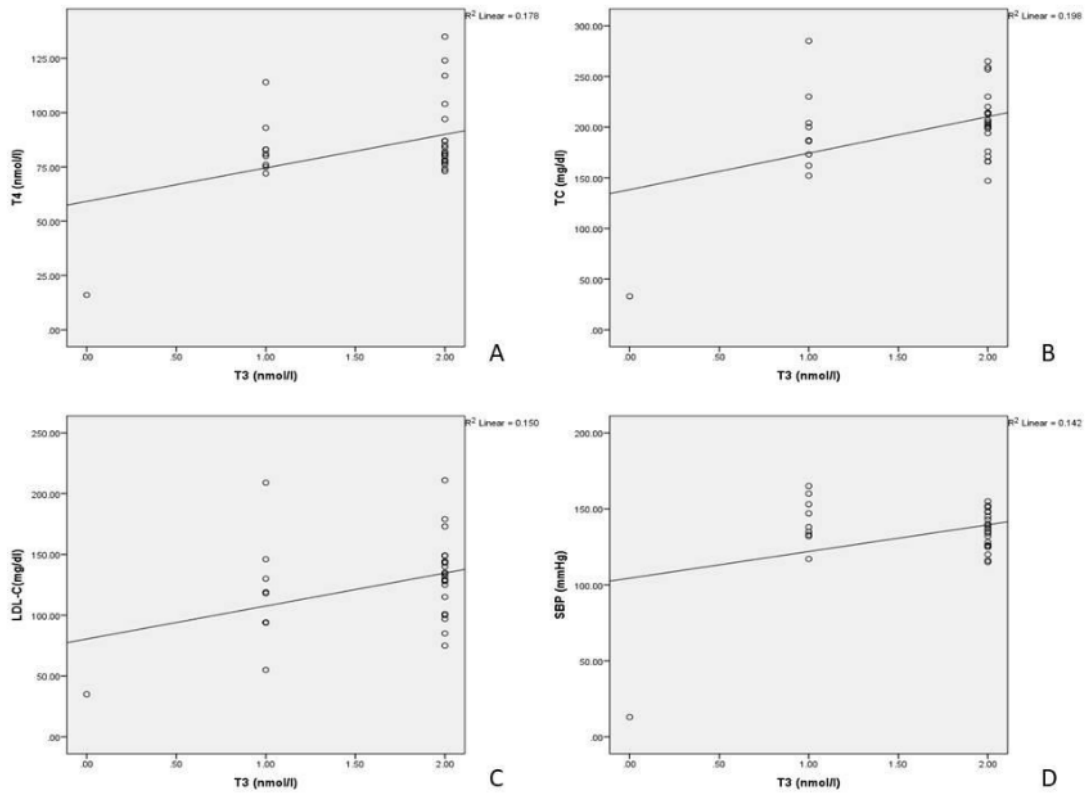 R² Linear = 0.178
125.00
100.00
75.00
50.00
25.00
.00
T4 (nmol/l)
.00 .50 1.00 1.50 2.00
T3 (nmol/l)
A
R² Linear = 0.198
300.00
250.00
200.00
150.00
100.00
50.00
.00
TC (mg/dl)
.00 .50 1.00 1.50 2.00
T3 (nmol/l)
B
R² Linear = 0.150
250.00
200.00
150.00
100.00
50.00
.00
LDL-C(mg/dl)
.00 .50 1.00 1.50 2.00
T3 (nmol/l)
C
R² Linear = 0.142
200.00
150.00
100.00
50.00
.00
SBP (mmHg)
.00 .50 1.00 1.50 2.00
T3 (nmol/l)
D